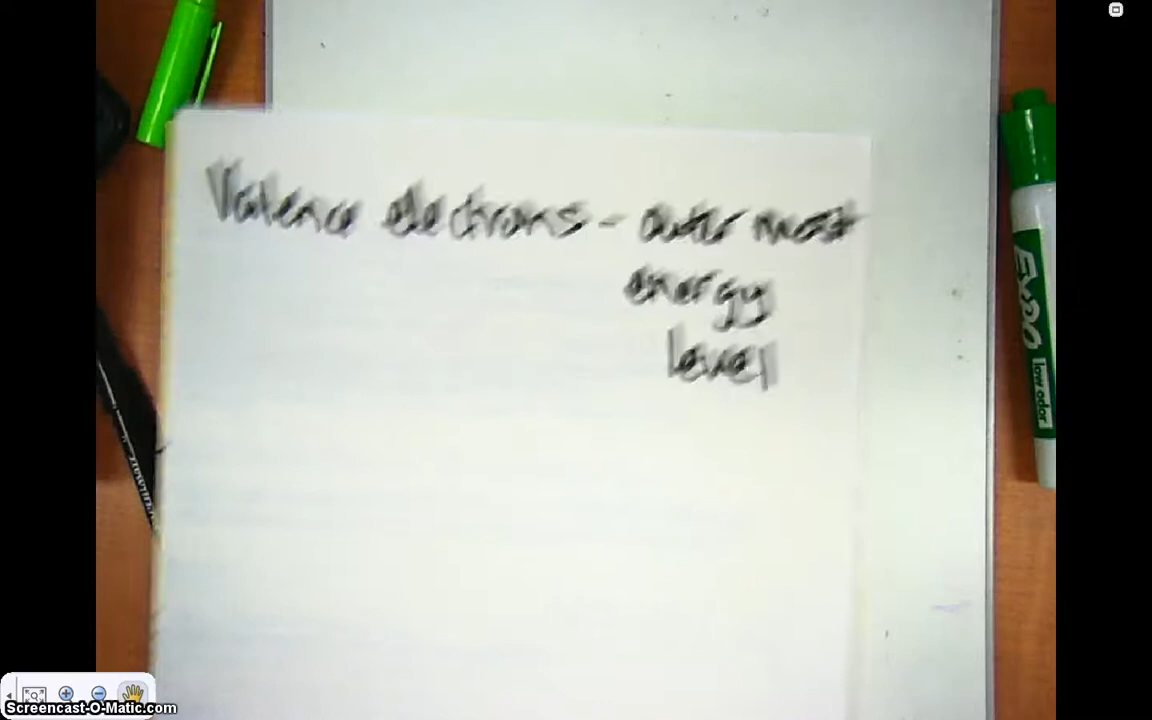 Valence electrons - outer most
energy
level
EXPO
low odor
Screencast-O-Matic.com